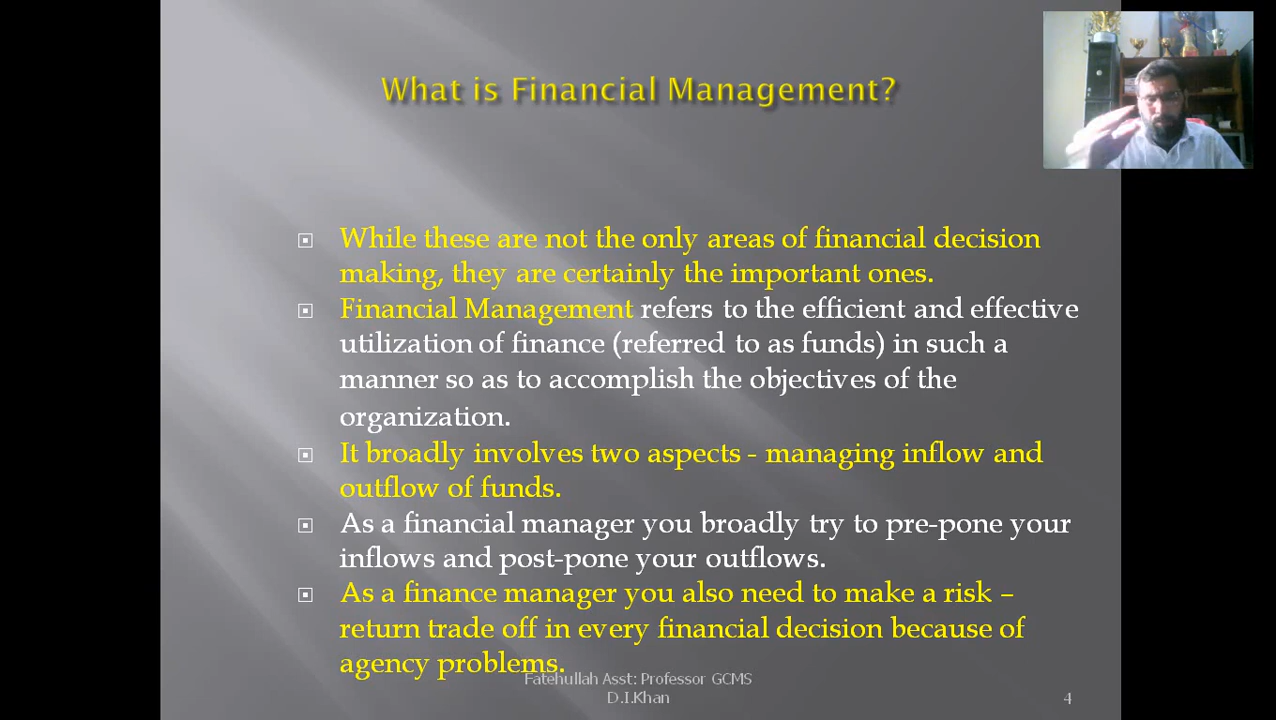 What is Financial Management?
While these are not the only areas of financial decision
making, they are certainly the important ones.
Financial Management refers to the efficient and effective
utilization of finance (referred to as funds) in such a
manner so as to accomplish the objectives of the
organization.
It broadly involves two aspects - managing inflow and
outflow of funds.
As a financial manager you broadly try to pre-pone your
inflows and post-pone your outflows.
As a finance manager you also need to make a risk –
return trade off in every financial decision because of
agency problems.
Fatehullah Asst: Professor GCMS
D.I.Khan
4